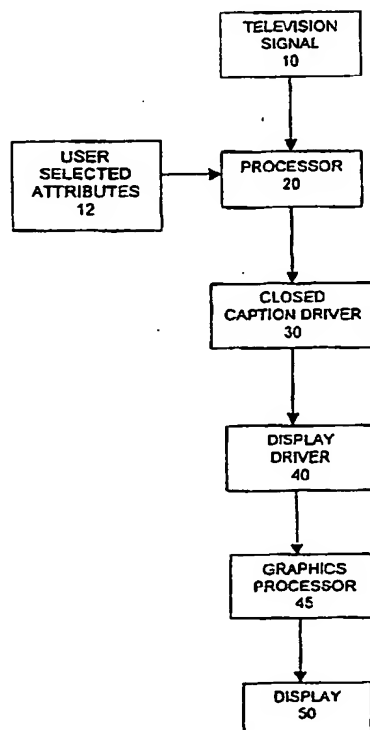 TELEVISION
SIGNAL
10
USER
SELECTED
ATTRIBUTES
12
PROCESSOR
20
CLOSED
CAPTION DRIVER
30
DISPLAY
DRIVER
40
GRAPHICS
PROCESSOR
45
DISPLAY
50